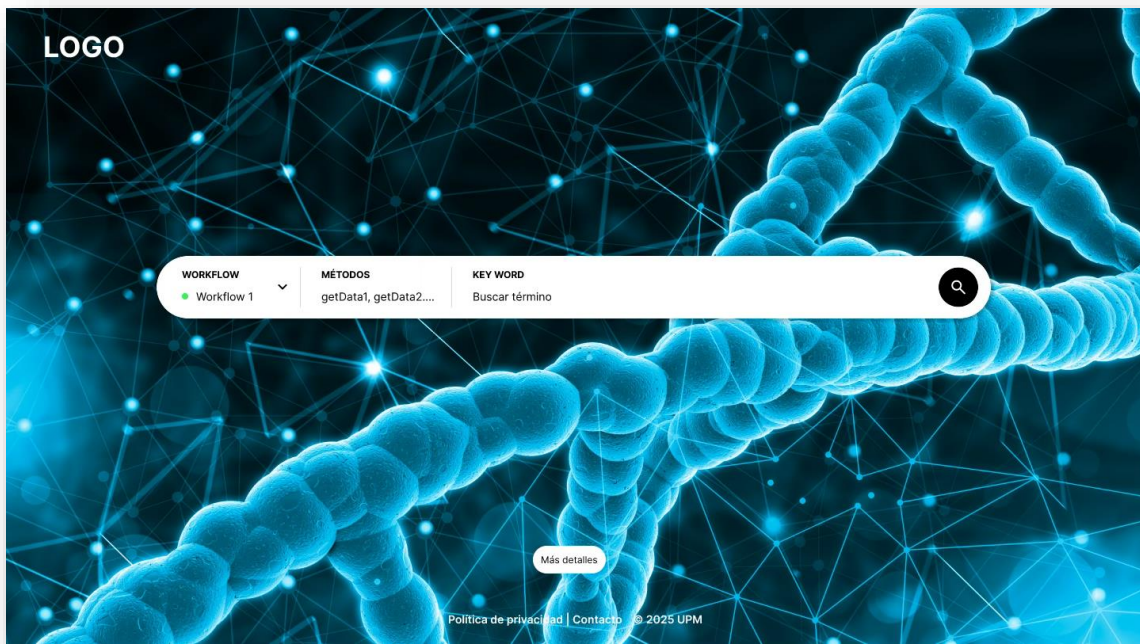 LOGO
WORKFLOW
Workflow 1
MÉTODOS
getData1, getData2....
KEY WORD
Buscar término
Más detalles
Política de privacidad | Contacto © 2025 UPM